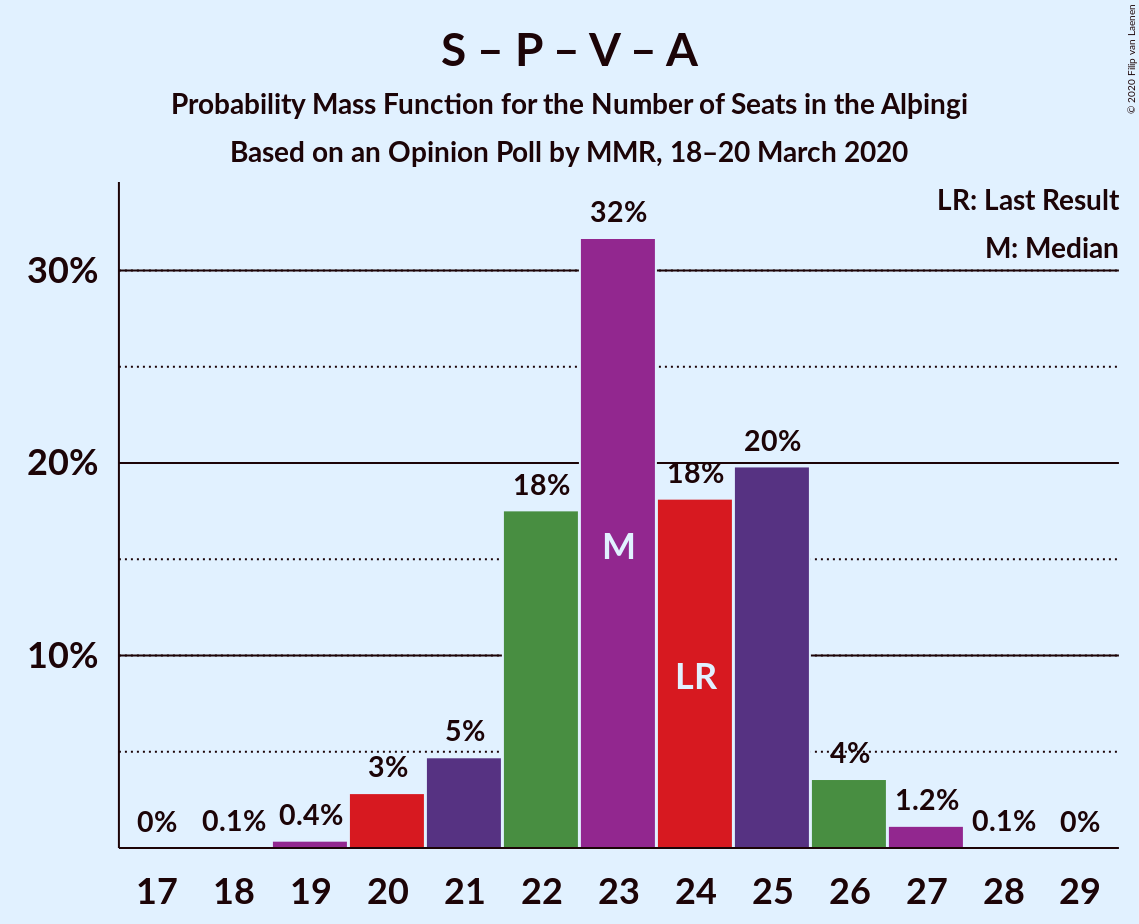 S – P – V – A
Probability Mass Function for the Number of Seats in the Alþingi
Based on an Opinion Poll by MMR, 18–20 March 2020
© 2020 Filip van Laenen
LR: Last Result
M: Median
30%
20%
10%
0%
0.1%
0.4%
3%
5%
18%
32%
18%
20%
4%
1.2%
0.1%
0%
M
LR
17 18 19 20 21 22 23 24 25 26 27 28 29